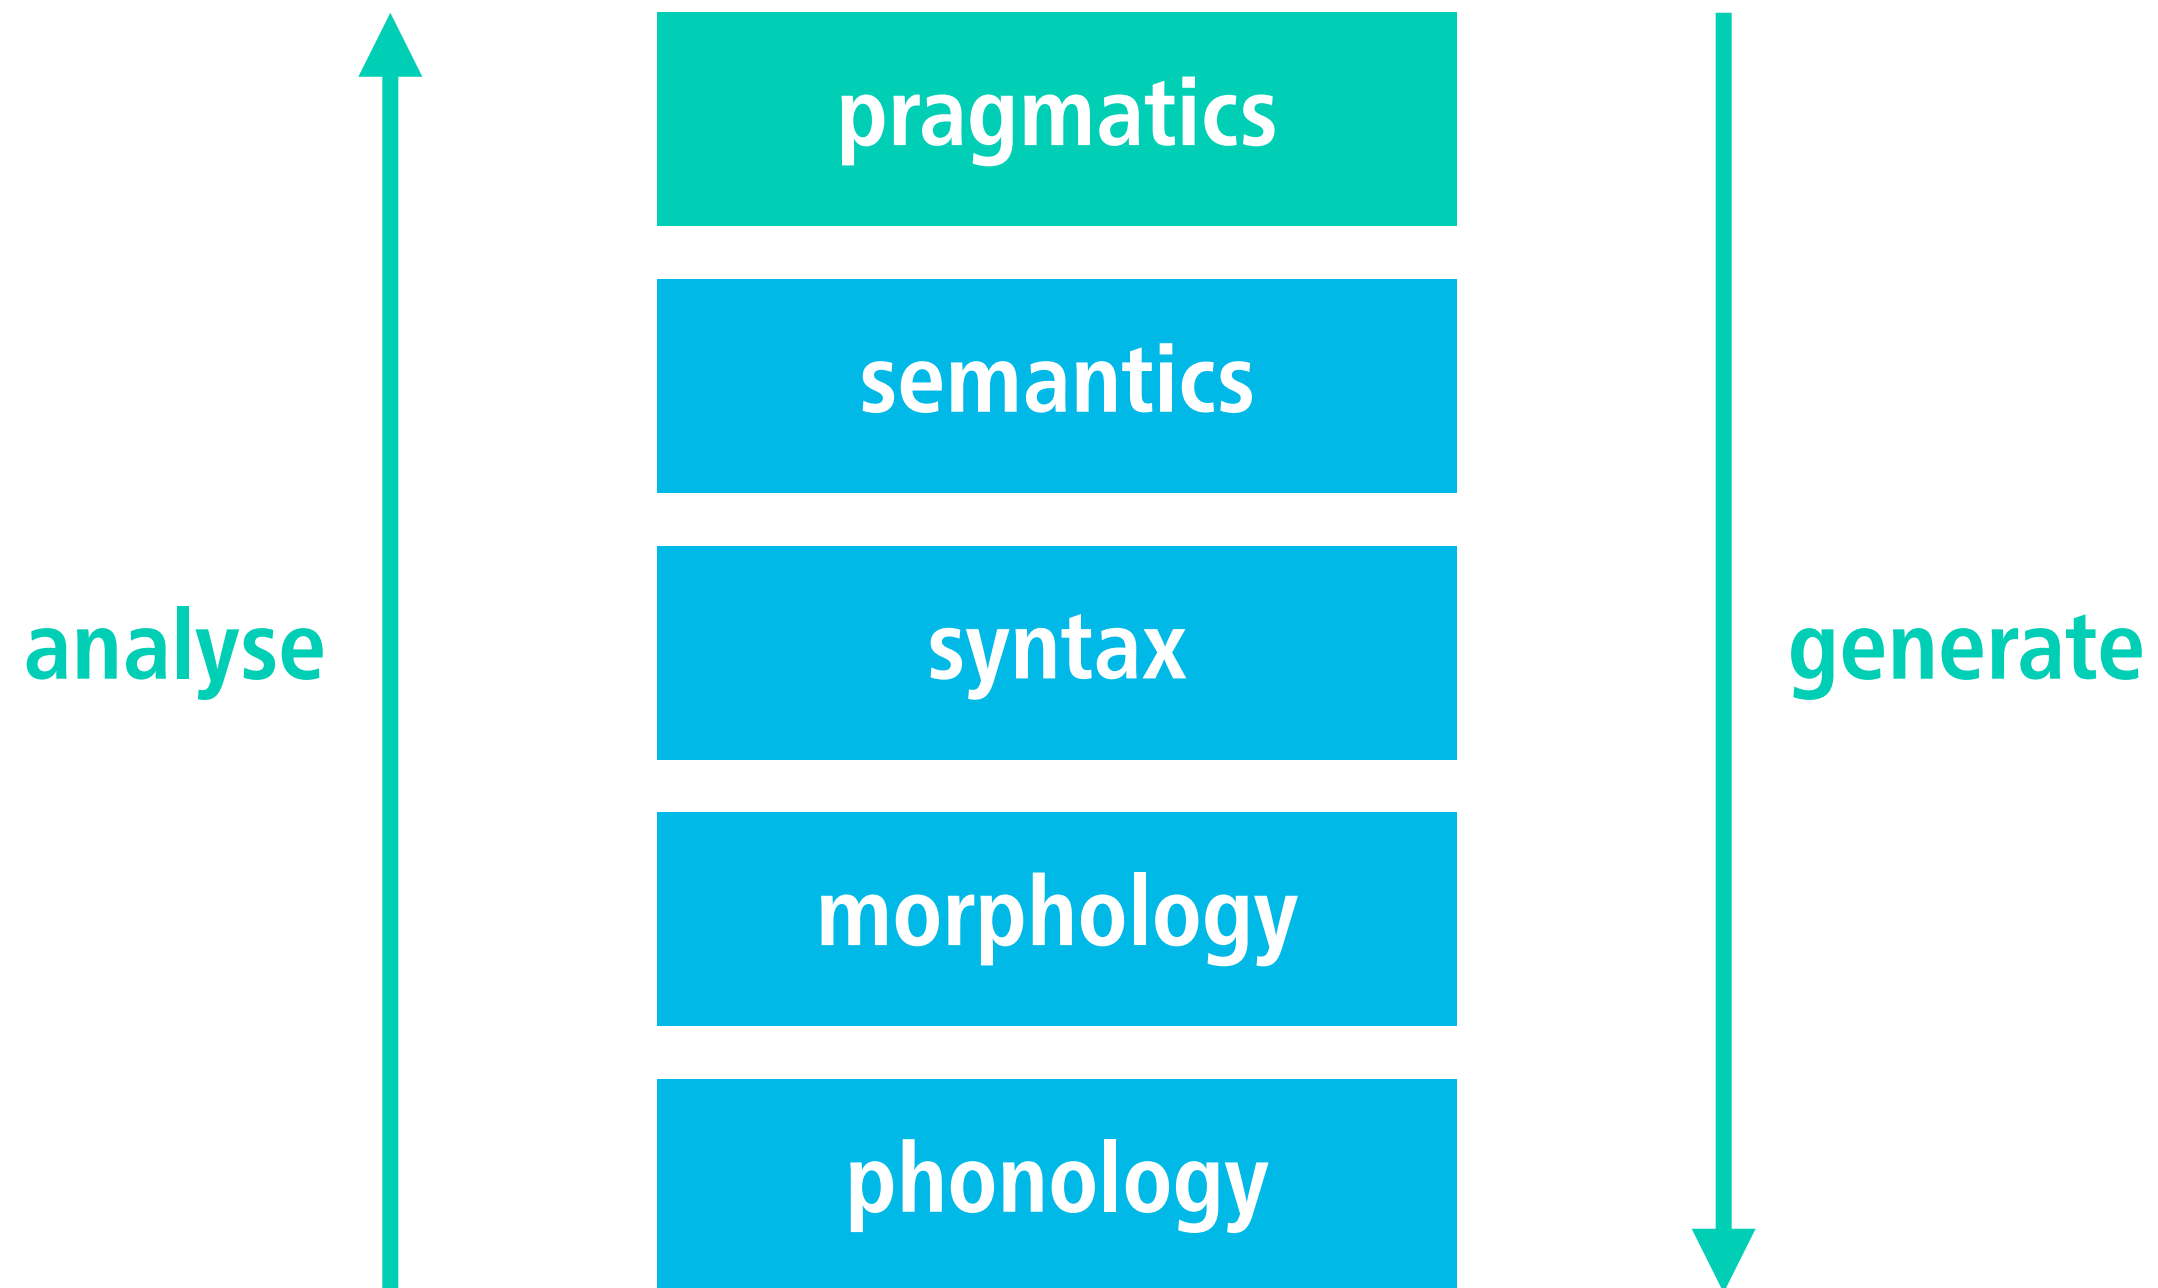 pragmatics
semantics
analyse
syntax
generate
morphology
phonology